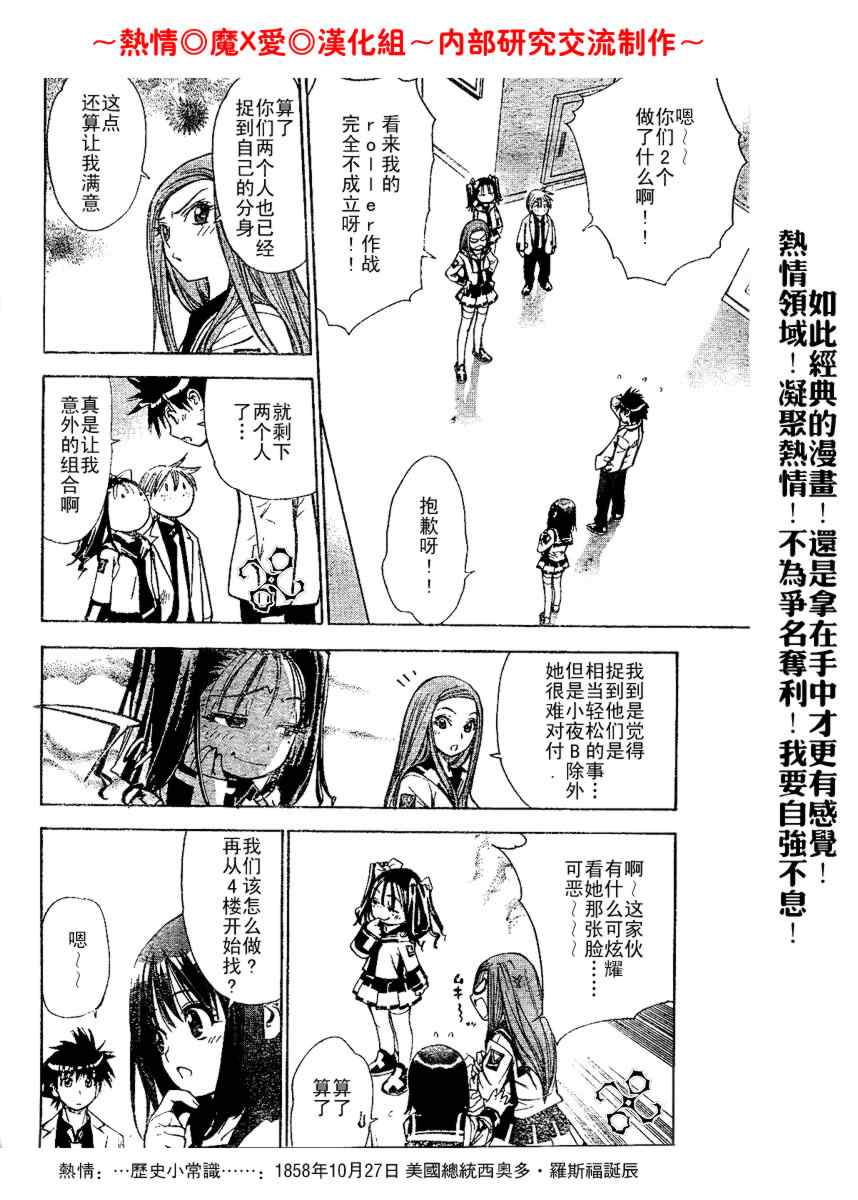 ～熱情◎魔X愛◎漢化組～内部研究交流制作～
嗯～～
你们2个
做了什么啊！！
看来我的
roller作战
完全不成立呀！！
抱歉呀！！
算了
你们两个人也已经
捉到自己的分身
这点
还算让我满意
就剩下
两个人
了…
真是让我
意外的组合啊
我到是觉得
捉到他们是
相当轻松的事…
但是小夜B除外
她很难对付
啊～这家伙
有什么可炫耀
看她那张脸……
可恶～～～
ムキー
算了
算了
我们该怎么做？
再从4楼开始找？
嗯～～
如此經典的漫畫！還是拿在手中才更有感覺！
熱情領域！凝聚熱情！不為爭名奪利！我要自強不息！
熱情：…歷史小常識……：1858年10月27日 美國總統西奧多·羅斯福誕辰